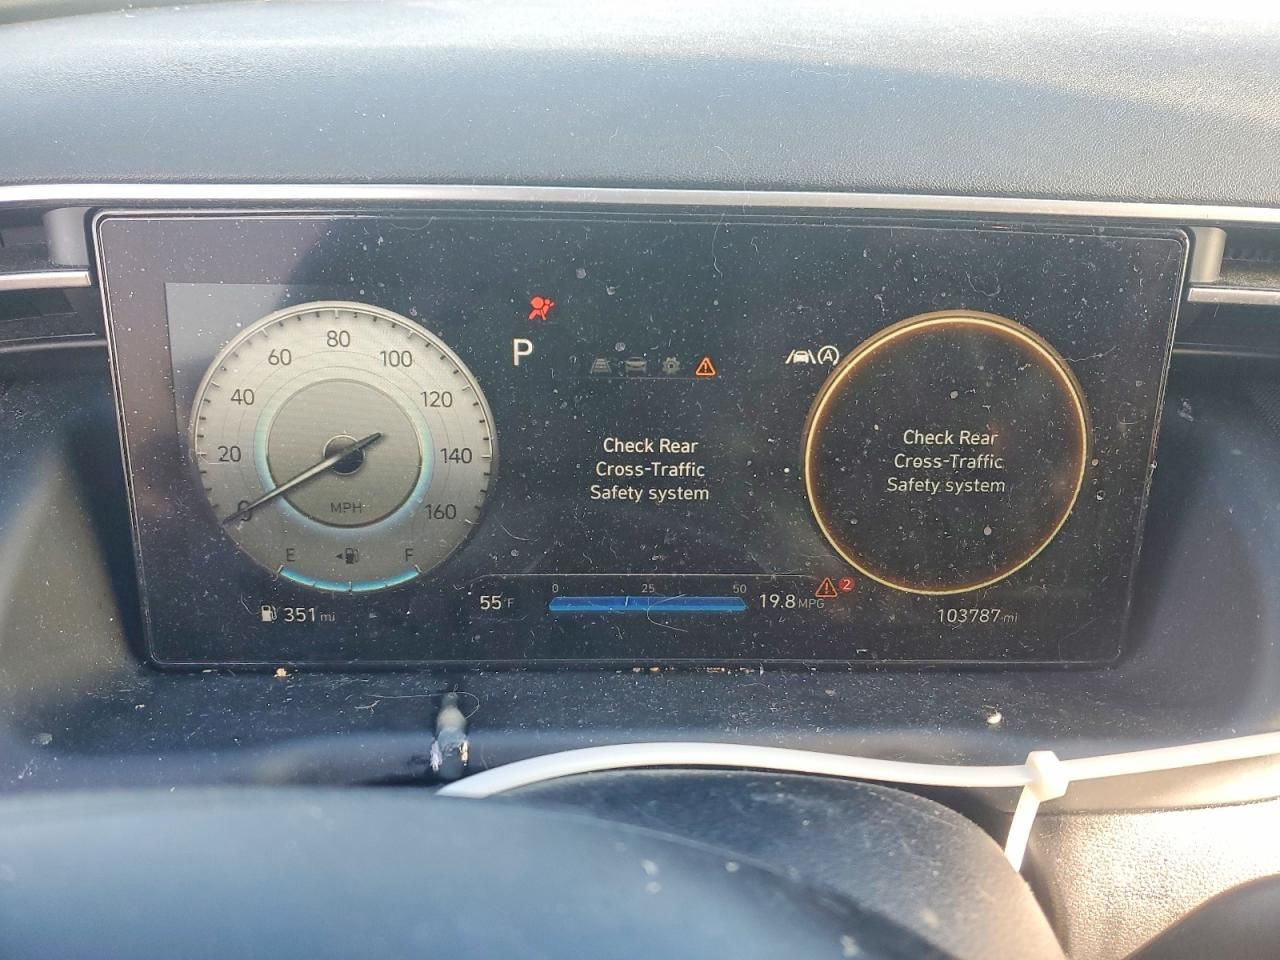 80
60
100
40
120
20
140
0
160
MPH
E
F
351 mi
P
A
Check Rear
Cross-Traffic
Safety system
Check Rear
Cross-Traffic
Safety system
0
25
50
55°F
19.8 MPG
2
103787 mi